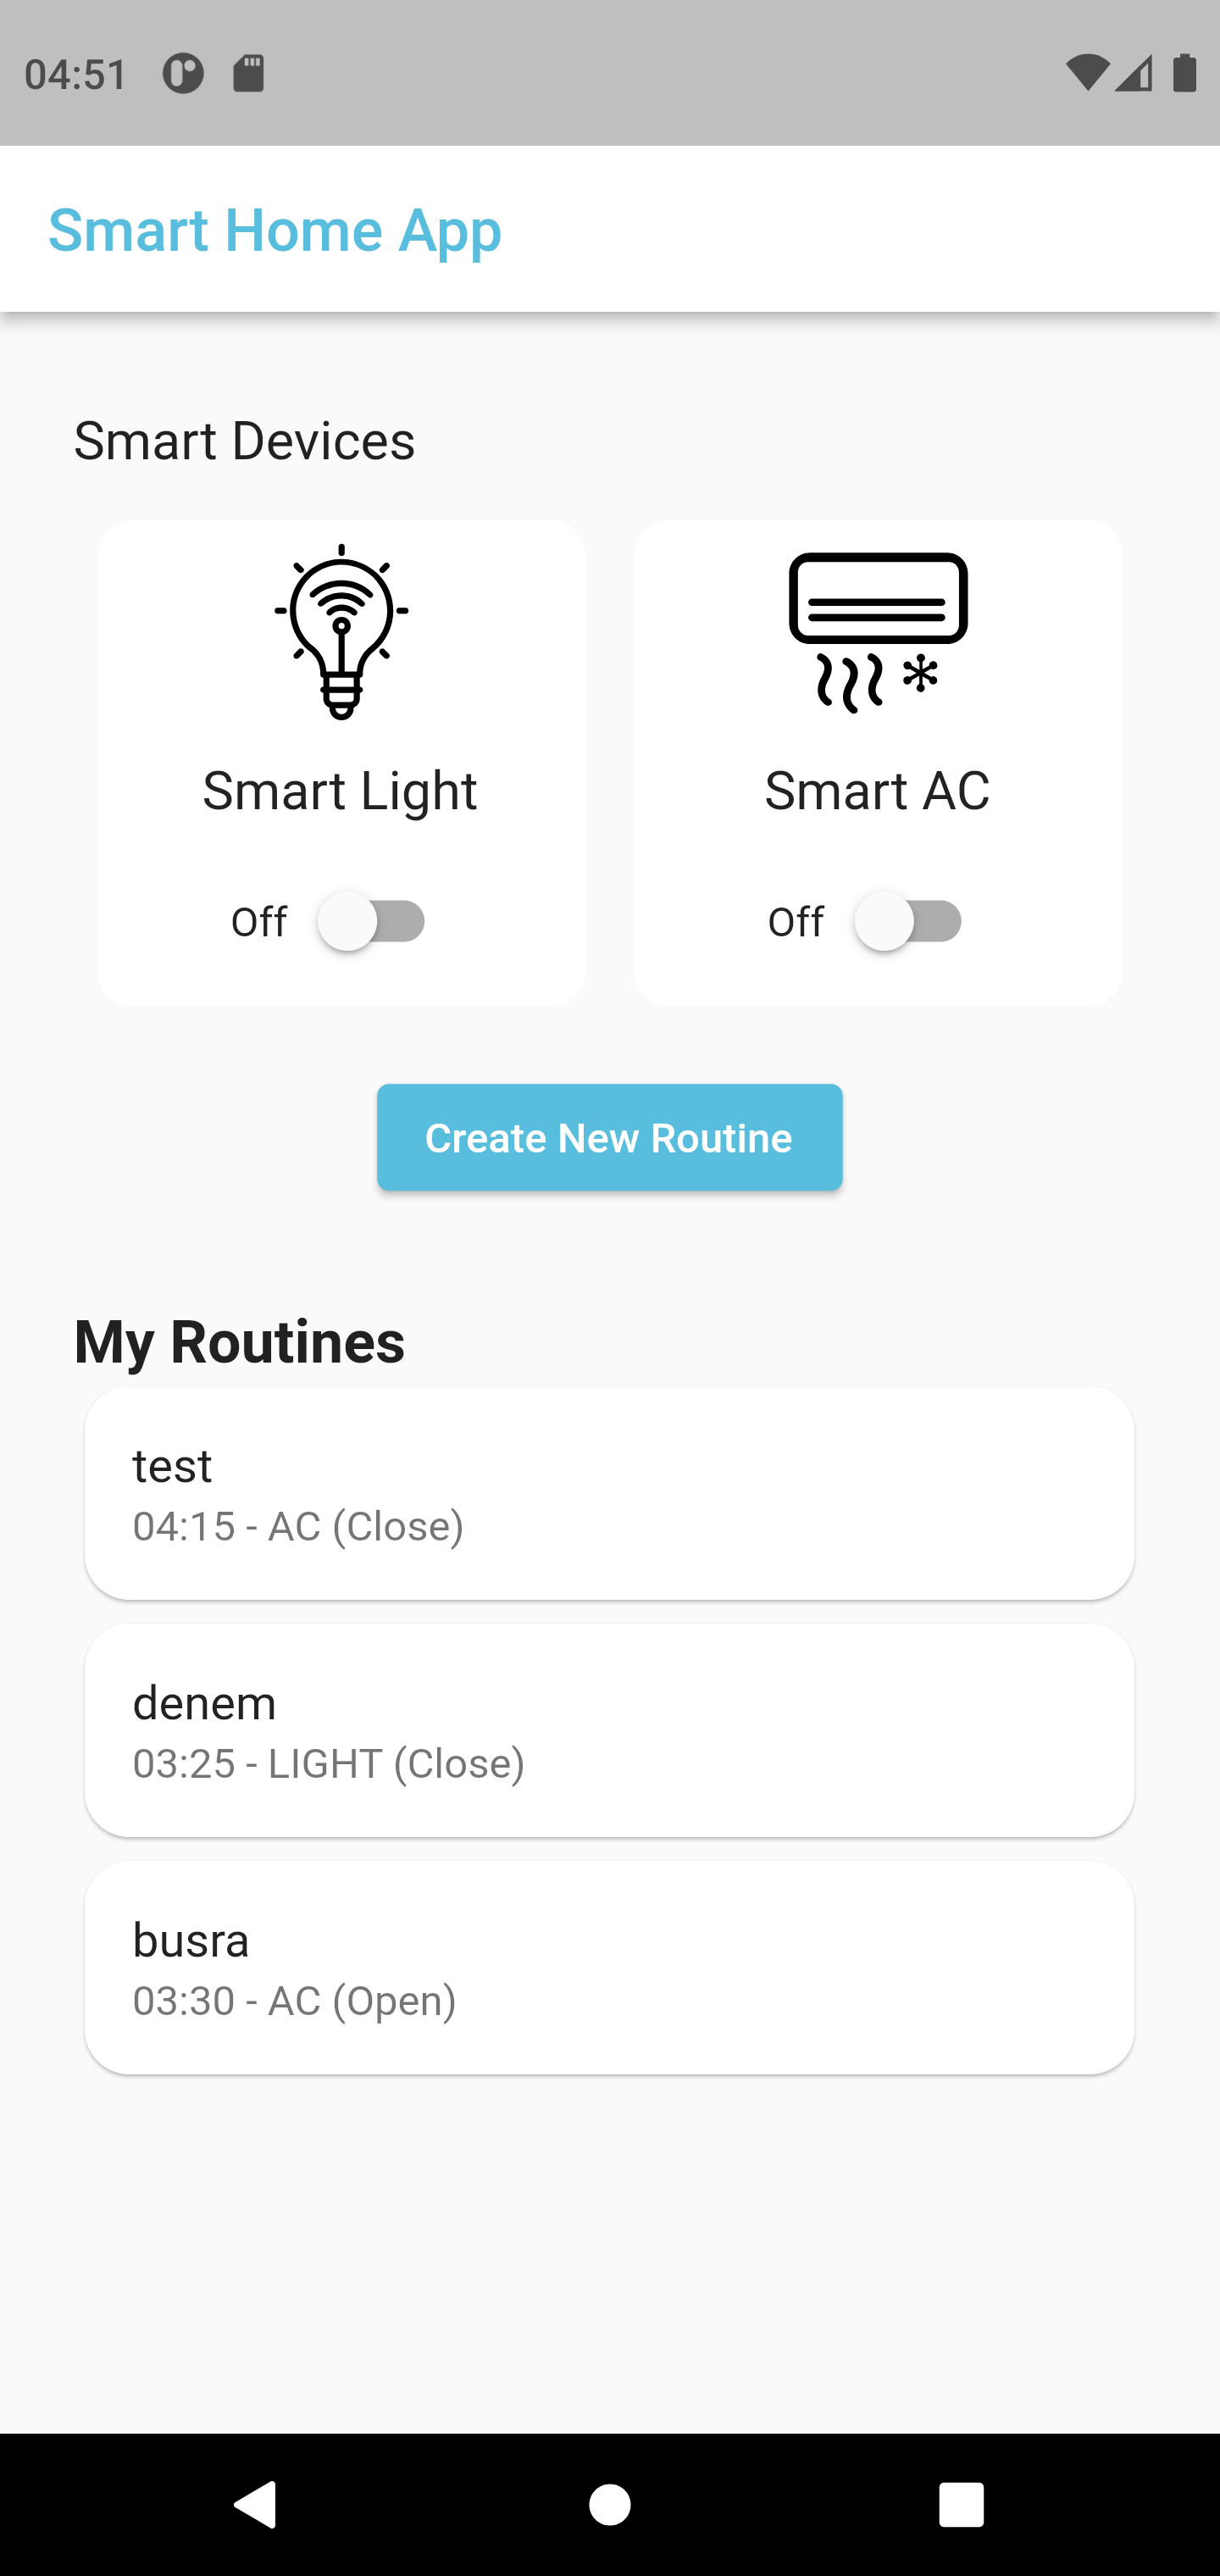 04:51
Smart Home App
Smart Devices
Smart Light
Smart AC
Off
Off
Create New Routine
My Routines
test
04:15 - AC (Close)
denem
03:25 - LIGHT (Close)
busra
03:30 - AC (Open)